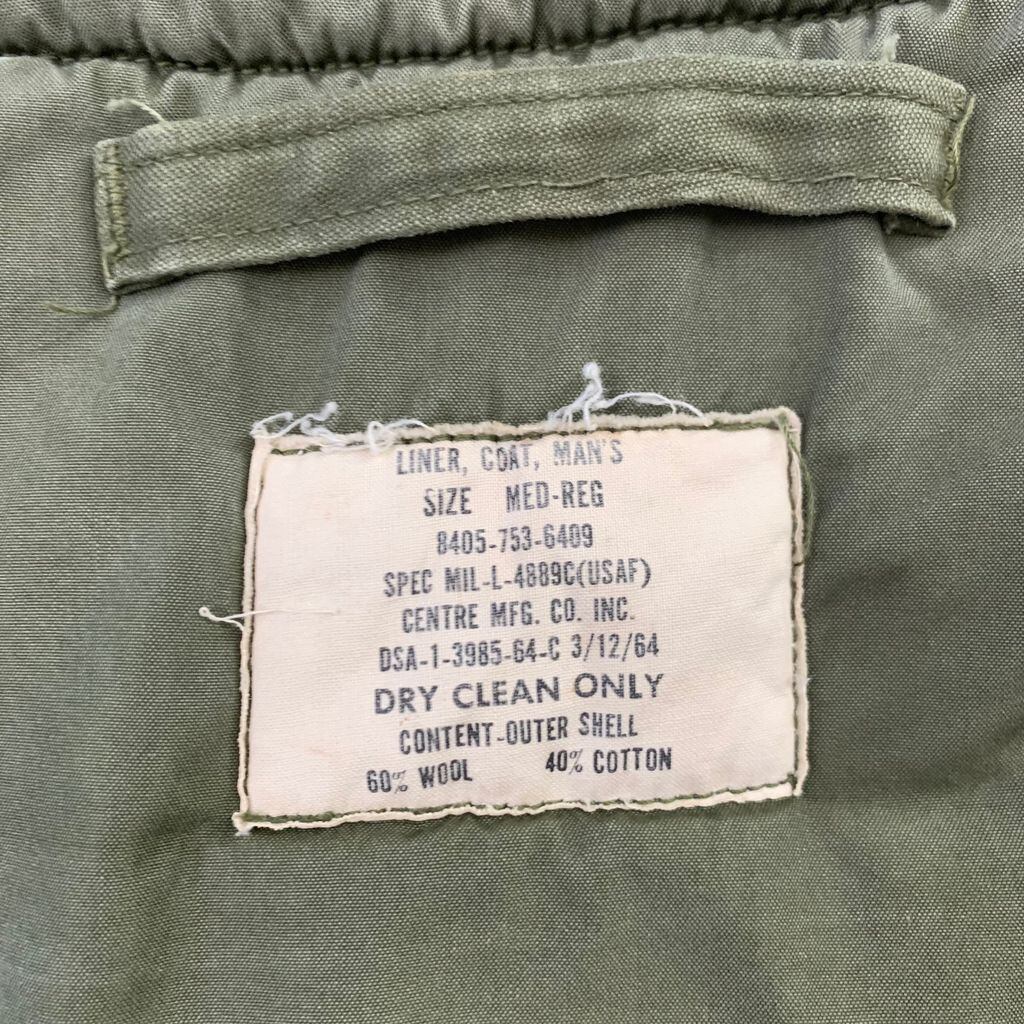 LINER, COAT, MAN'S
SIZE MED-REG
8405-753-6409
SPEC MIL-L-4889C(USAF)
CENTRE MFG. CO. INC.
DSA-1-3985-64-C 3/12/64
DRY CLEAN ONLY
CONTENT-OUTER SHELL
60% WOOL 40% COTTON